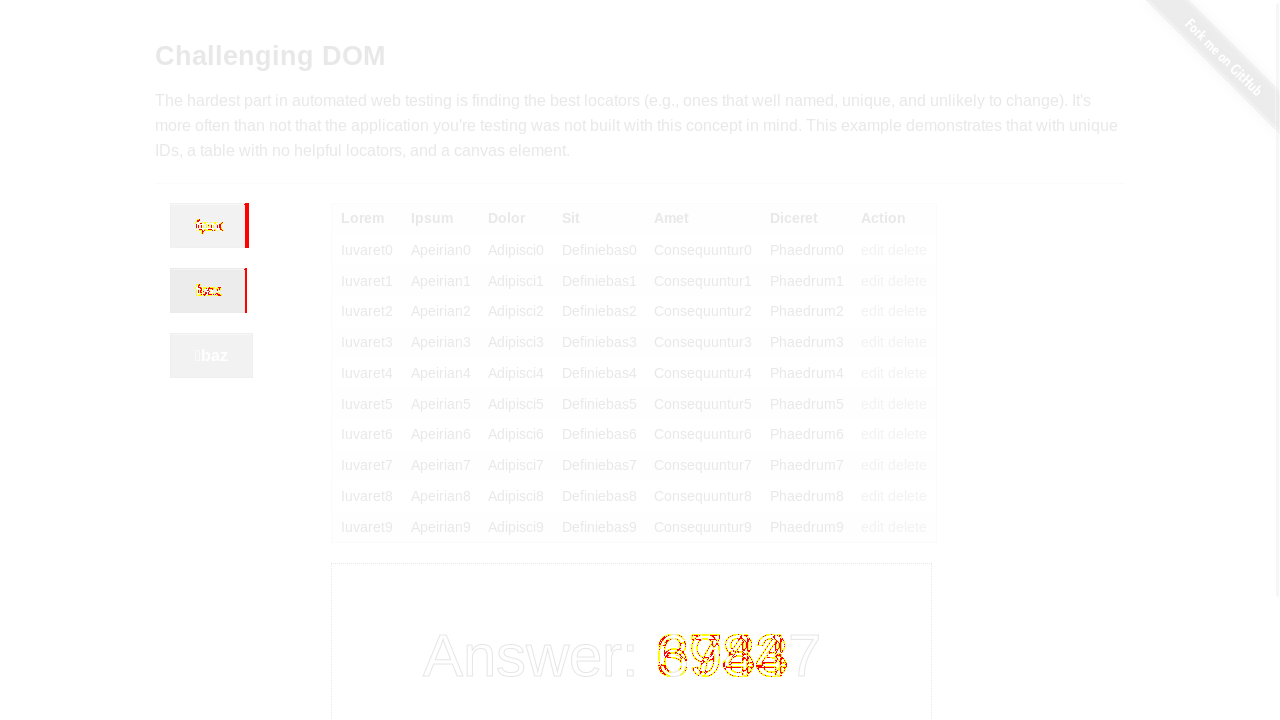 Fork me on GitHub
Challenging DOM
The hardest part in automated web testing is finding the best locators (e.g., ones that well named, unique, and unlikely to change). It's
more often than not that the application you're testing was not built with this concept in mind. This example demonstrates that with unique
IDs, a table with no helpful locators, and a canvas element.
baz
Lorem Ipsum Dolor Sit Amet Diceret Action
Iuvaret0 Apeirian0 Adipisci0 Definiebas0 Consequuntur0 Phaedrum0 edit delete
Iuvaret1 Apeirian1 Adipisci1 Definiebas1 Consequuntur1 Phaedrum1 edit delete
Iuvaret2 Apeirian2 Adipisci2 Definiebas2 Consequuntur2 Phaedrum2 edit delete
Iuvaret3 Apeirian3 Adipisci3 Definiebas3 Consequuntur3 Phaedrum3 edit delete
Iuvaret4 Apeirian4 Adipisci4 Definiebas4 Consequuntur4 Phaedrum4 edit delete
Iuvaret5 Apeirian5 Adipisci5 Definiebas5 Consequuntur5 Phaedrum5 edit delete
Iuvaret6 Apeirian6 Adipisci6 Definiebas6 Consequuntur6 Phaedrum6 edit delete
Iuvaret7 Apeirian7 Adipisci7 Definiebas7 Consequuntur7 Phaedrum7 edit delete
Iuvaret8 Apeirian8 Adipisci8 Definiebas8 Consequuntur8 Phaedrum8 edit delete
Iuvaret9 Apeirian9 Adipisci9 Definiebas9 Consequuntur9 Phaedrum9 edit delete
Answer: